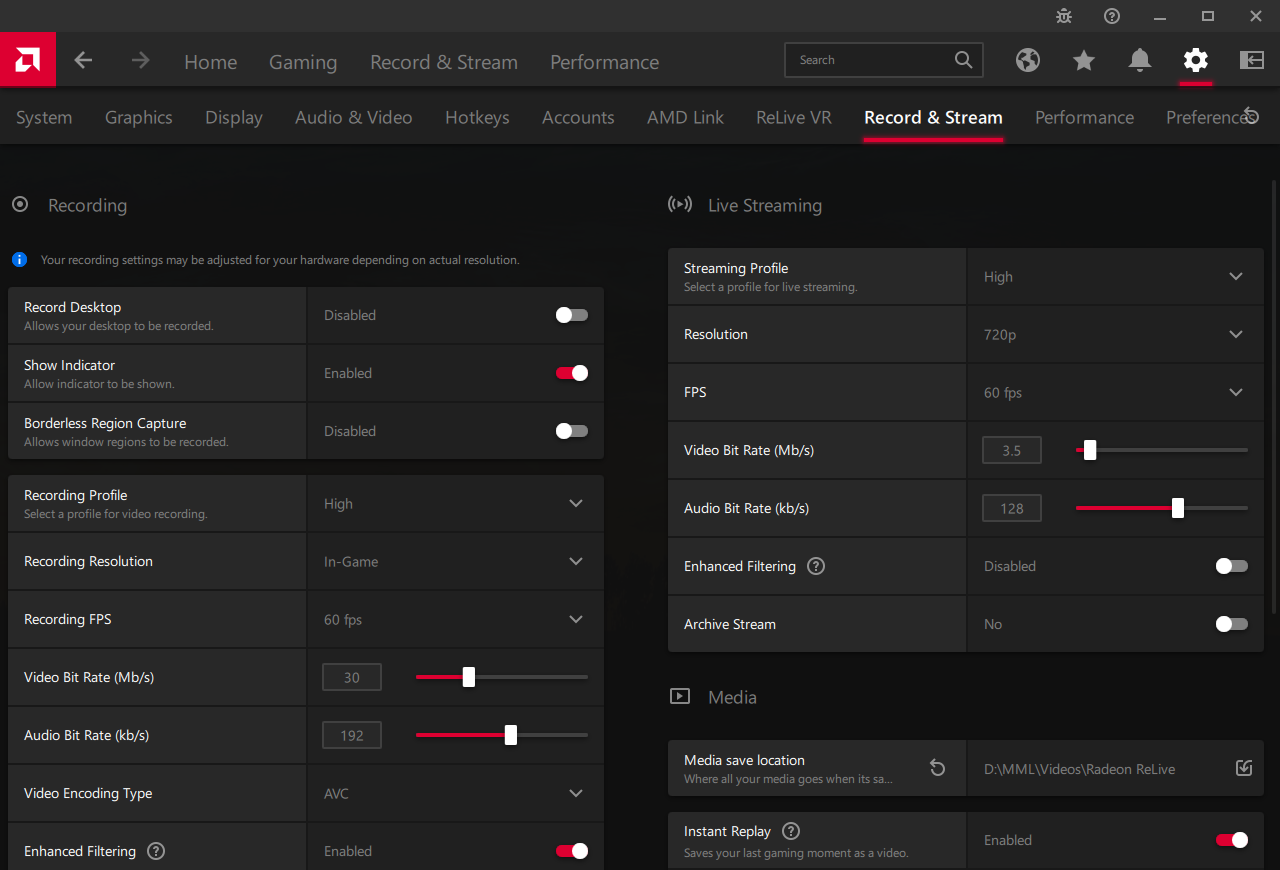 Home Gaming Record & Stream Performance Search
System Graphics Display Audio & Video Hotkeys Accounts AMD Link ReLive VR Record & Stream Performance Preferences
Recording
Your recording settings may be adjusted for your hardware depending on actual resolution.
Record Desktop
Allows your desktop to be recorded.
Disabled
Show Indicator
Allow indicator to be shown.
Enabled
Borderless Region Capture
Allows window regions to be recorded.
Disabled
Recording Profile
Select a profile for video recording.
High
Recording Resolution In-Game
Recording FPS 60 fps
Video Bit Rate (Mb/s) 30
Audio Bit Rate (kb/s) 192
Video Encoding Type AVC
Enhanced Filtering ? Enabled
Live Streaming
Streaming Profile
Select a profile for live streaming.
High
Resolution 720p
FPS 60 fps
Video Bit Rate (Mb/s) 3.5
Audio Bit Rate (kb/s) 128
Enhanced Filtering ? Disabled
Archive Stream No
Media
Media save location
Where all your media goes when its sa...
D:\MML\Videos\Radeon ReLive
Instant Replay ?
Saves your last gaming moment as a video.
Enabled